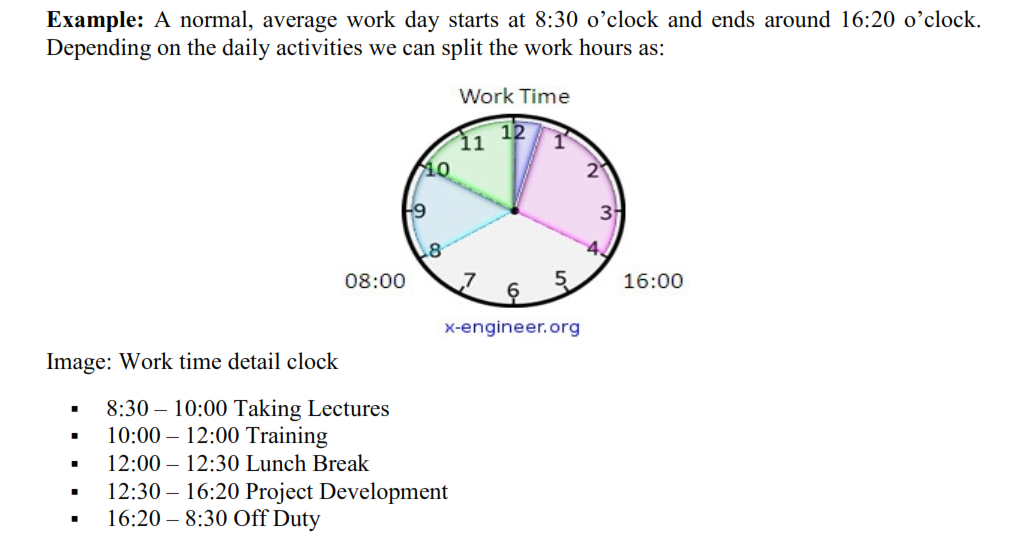 Example: A normal, average work day starts at 8:30 o’clock and ends around 16:20 o’clock.
Depending on the daily activities we can split the work hours as:
Work Time
12
11
1
10
2
9
3
8
4
7
5
6
08:00
16:00
x-engineer.org
Image: Work time detail clock
▪ 8:30 – 10:00 Taking Lectures
▪ 10:00 – 12:00 Training
▪ 12:00 – 12:30 Lunch Break
▪ 12:30 – 16:20 Project Development
▪ 16:20 – 8:30 Off Duty